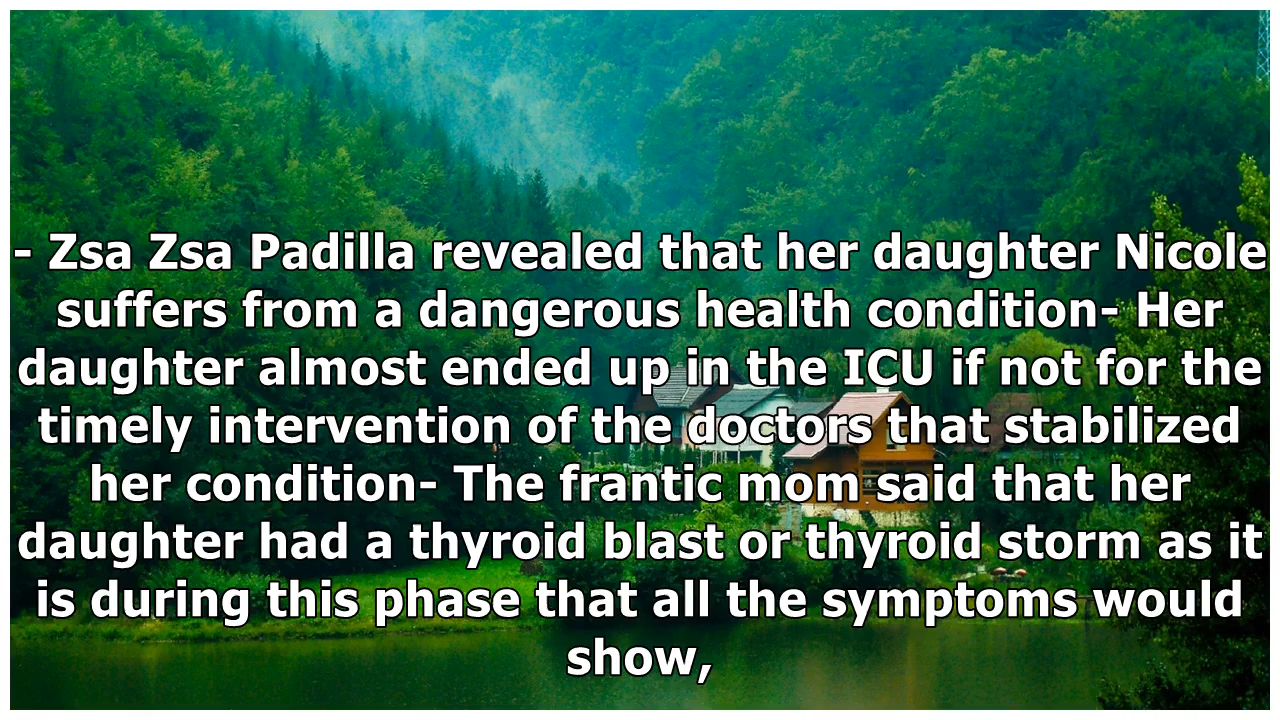 - Zsa Zsa Padilla revealed that her daughter Nicole
suffers from a dangerous health condition- Her
daughter almost ended up in the ICU if not for the
timely intervention of the doctors that stabilized
her condition- The frantic mom said that her
daughter had a thyroid blast or thyroid storm as it
is during this phase that all the symptoms would
show,